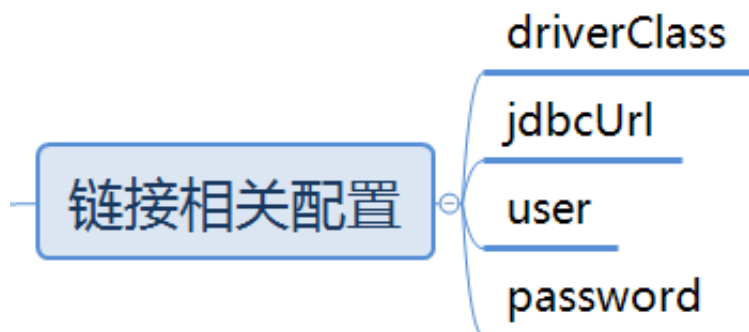 driverClass
jdbcUrl
链接相关配置
user
password